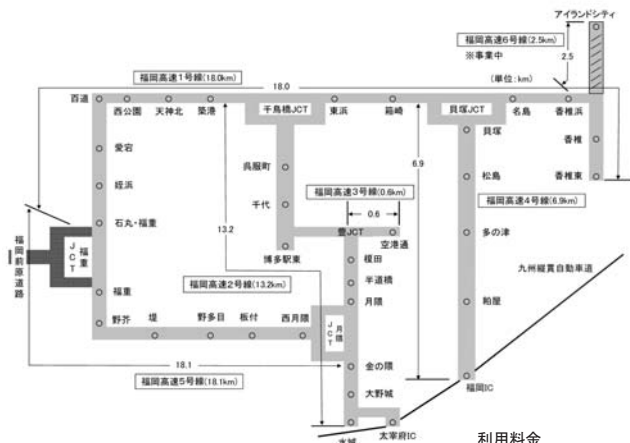 アイランドシティ
福岡高速6号線(2.5km)
※事業中
2.5
福岡高速1号線(18.0km)
(単位:km)
18.0
百道
西公園
天神北
築港
千鳥橋JCT
東浜
箱崎
貝塚JCT
名島
香椎浜
愛宕
貝塚
香椎
呉服町
6.9
姪浜
松島
香椎東
福岡高速3号線(0.6km)
福岡高速4号線(6.9km)
千代
0.6
石丸・福重
13.2
豊JCT
空港通
多の津
福重JCT
福岡前原道路
博多駅東
榎田
九州縦貫自動車道
福岡高速2号線(13.2km)
半道橋
福重
月隈
粕屋
月隈JCT
野芥
堤
野多目
板付
西月隈
18.1
金の隈
福岡IC
福岡高速5号線(18.1km)
大野城
水城
太宰府IC
利用料金